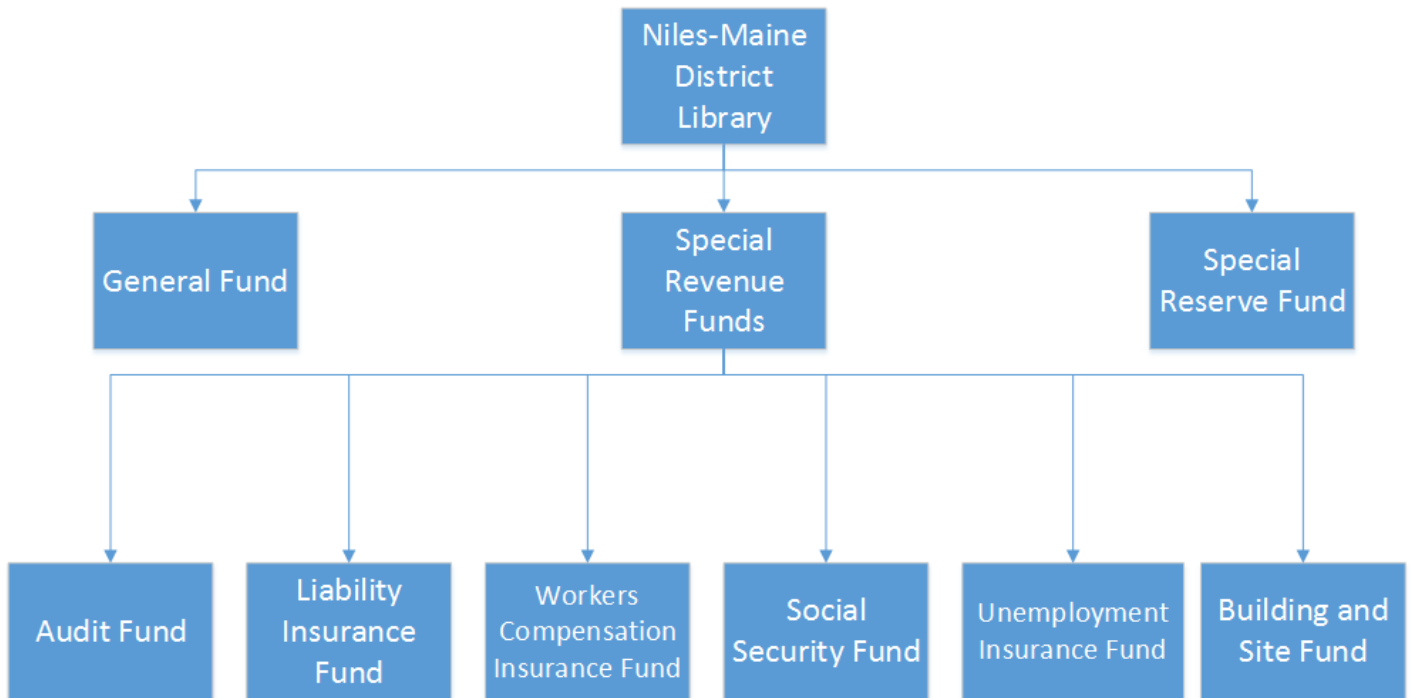 Niles-Maine
District
Library
General Fund
Special
Revenue
Funds
Special
Reserve Fund
Audit Fund
Liability
Insurance
Fund
Workers
Compensation
Insurance Fund
Social
Security Fund
Unemployment
Insurance Fund
Building and
Site Fund